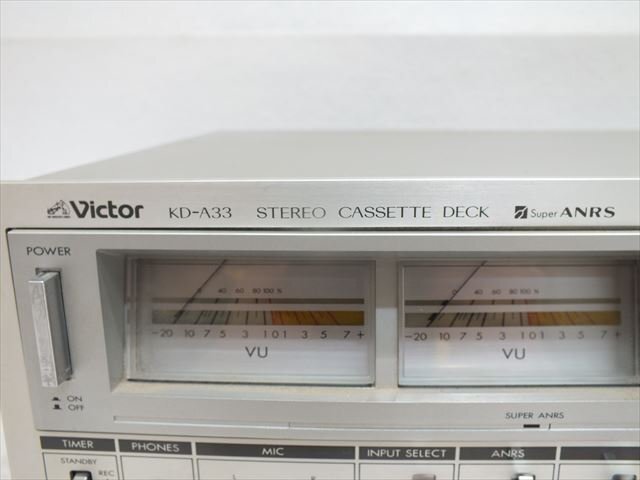 Victor KD-A33 STEREO CASSETTE DECK Super ANRS
POWER
40 60 80 100 %
-20 10 7 5 3 1 0 1 3 5 7 +
VU
40 60 80 100 %
-20 10 7 5 3 1 0 1 3 5 7 +
VU
ON
OFF
SUPER ANRS
TIMER PHONES MIC INPUT SELECT ANRS
STANDBY
REC